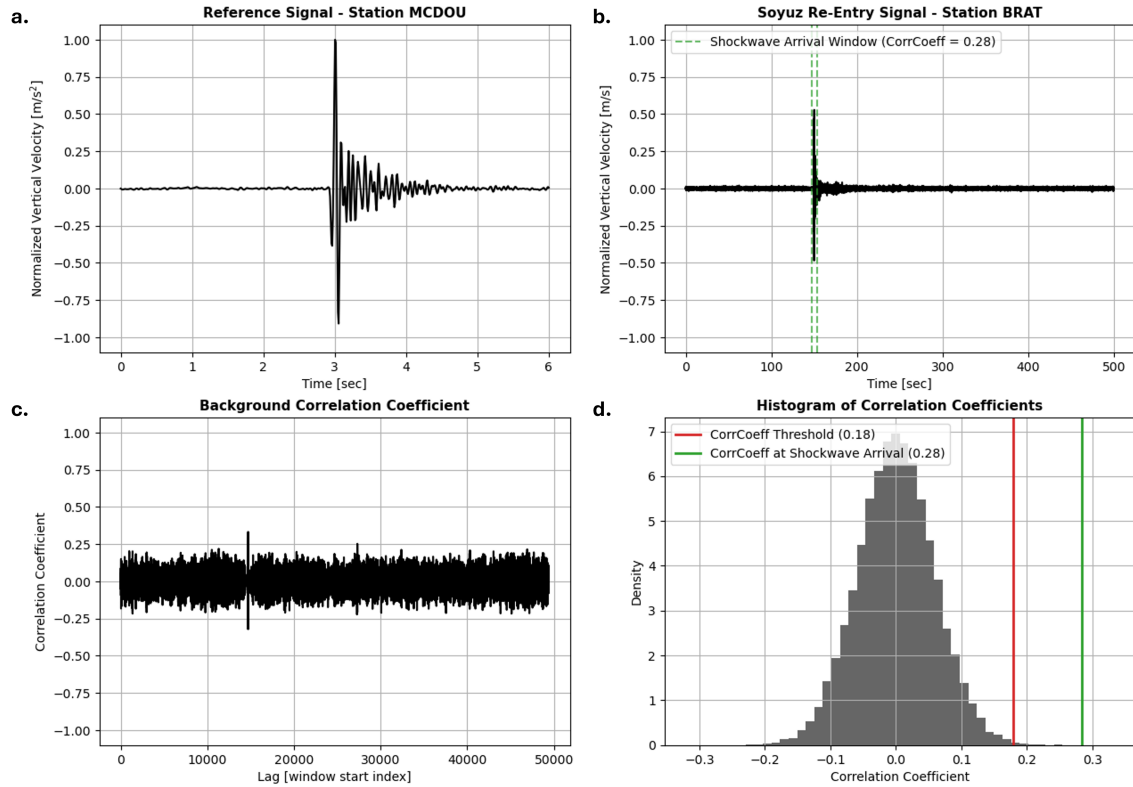 a.
Reference Signal - Station MCDOU
Normalized Vertical Velocity [m/s²]
1.00
0.75
0.50
0.25
0.00
−0.25
−0.50
−0.75
−1.00
0 1 2 3 4 5 6
Time [sec]
b.
Soyuz Re-Entry Signal - Station BRAT
Shockwave Arrival Window (CorrCoeff = 0.28)
Normalized Vertical Velocity [m/s]
1.00
0.75
0.50
0.25
0.00
−0.25
−0.50
−0.75
−1.00
0 100 200 300 400 500
Time [sec]
c.
Background Correlation Coefficient
Correlation Coefficient
1.00
0.75
0.50
0.25
0.00
−0.25
−0.50
−0.75
−1.00
0 10000 20000 30000 40000 50000
Lag [window start index]
d.
Histogram of Correlation Coefficients
CorrCoeff Threshold (0.18)
CorrCoeff at Shockwave Arrival (0.28)
Density
7
6
5
4
3
2
1
0
−0.3 −0.2 −0.1 0.0 0.1 0.2 0.3
Correlation Coefficient